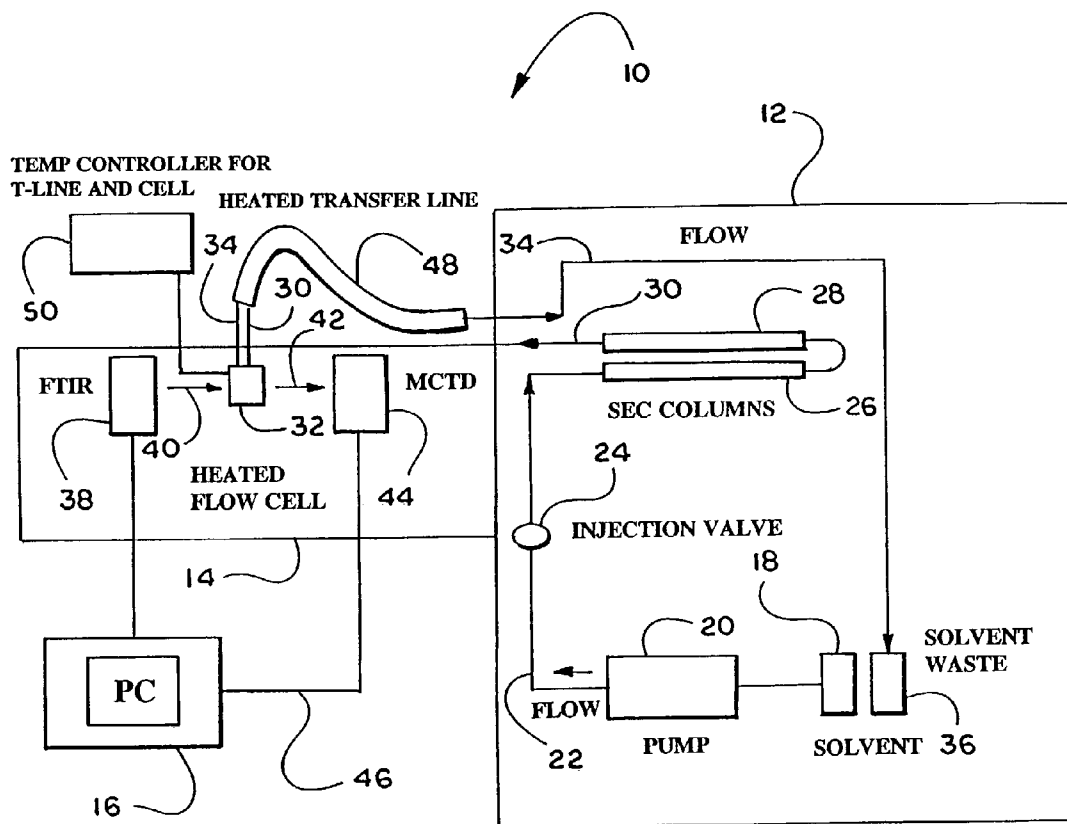 10
12
TEMP CONTROLLER FOR
T-LINE AND CELL
HEATED TRANSFER LINE
FLOW
34
34
48
50
30
42
30
28
FTIR
MCTD
SEC COLUMNS
26
40
32
38
HEATED
FLOW CELL
44
24
INJECTION VALVE
14
18
20
SOLVENT
WASTE
PC
FLOW
22
PUMP
SOLVENT
36
46
16